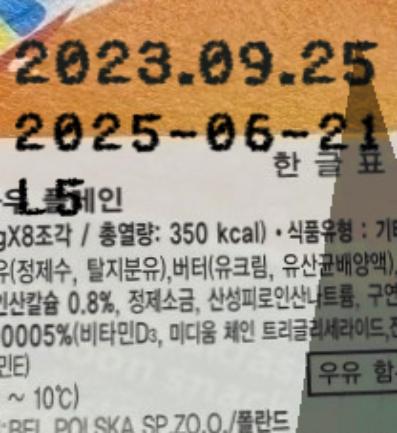 2023.09.25
2025-06-21
한 글 표
L5
플레인
gX8조각 / 총열량: 350 kcal) • 식품유형 : 기
유(정제수, 탈지분유),버터(유크림, 유산균배양액),
인산칼슘 0.8%, 정제소금, 산성피로인산나트륨, 구연
0005%(비타민D₃, 미디움 체인 트리글리세라이드,
민E)
우유 함
~ 10℃)
:BEL POLSKA SP.ZO.O./폴란드